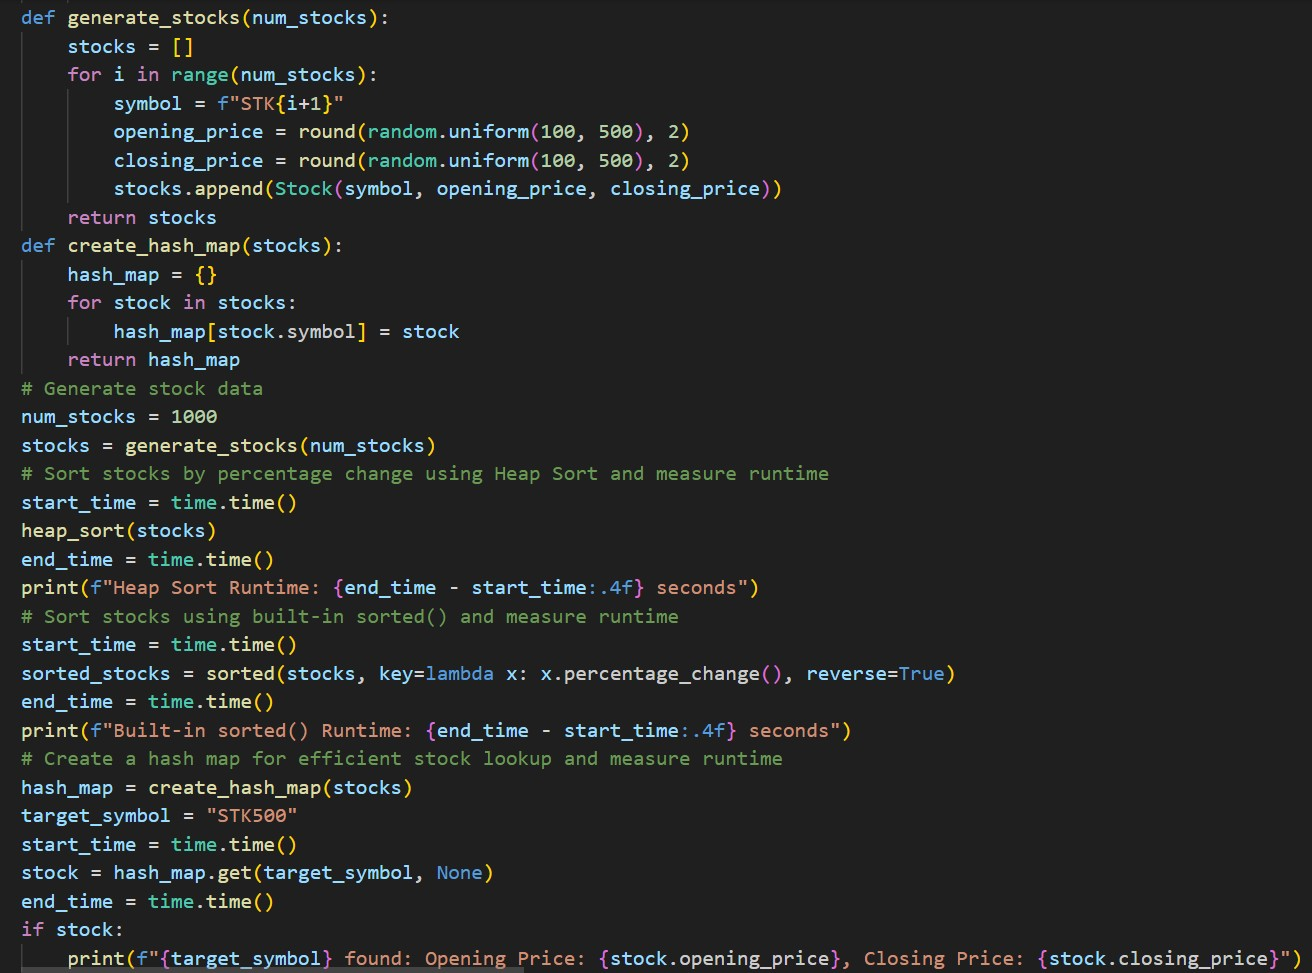 def generate_stocks(num_stocks):
    stocks = []
    for i in range(num_stocks):
        symbol = f"STK{i+1}"
        opening_price = round(random.uniform(100, 500), 2)
        closing_price = round(random.uniform(100, 500), 2)
        stocks.append(Stock(symbol, opening_price, closing_price))
    return stocks
def create_hash_map(stocks):
    hash_map = {}
    for stock in stocks:
        hash_map[stock.symbol] = stock
    return hash_map
# Generate stock data
num_stocks = 1000
stocks = generate_stocks(num_stocks)
# Sort stocks by percentage change using Heap Sort and measure runtime
start_time = time.time()
heap_sort(stocks)
end_time = time.time()
print(f"Heap Sort Runtime: {end_time - start_time:.4f} seconds")
# Sort stocks using built-in sorted() and measure runtime
start_time = time.time()
sorted_stocks = sorted(stocks, key=lambda x: x.percentage_change(), reverse=True)
end_time = time.time()
print(f"Built-in sorted() Runtime: {end_time - start_time:.4f} seconds")
# Create a hash map for efficient stock lookup and measure runtime
hash_map = create_hash_map(stocks)
target_symbol = "STK500"
start_time = time.time()
stock = hash_map.get(target_symbol, None)
end_time = time.time()
if stock:
    print(f"{target_symbol} found: Opening Price: {stock.opening_price}, Closing Price: {stock.closing_price}")